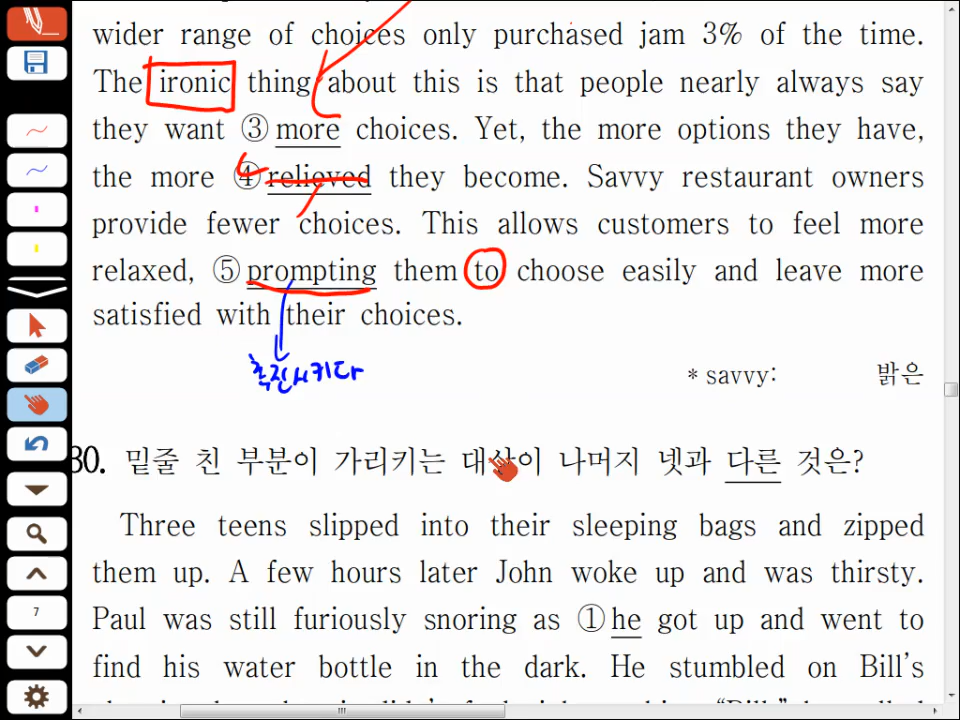 wider range of choices only purchased jam 3% of the time.
The ironic thing about this is that people nearly always say
they want ③ more choices. Yet, the more options they have,
the more ④ relieved they become. Savvy restaurant owners
provide fewer choices. This allows customers to feel more
relaxed, ⑤ prompting them to choose easily and leave more
satisfied with their choices.
촉진시키다
* savvy: 밝은
30. 밑줄 친 부분이 가리키는 대상이 나머지 넷과 다른 것은?
Three teens slipped into their sleeping bags and zipped
them up. A few hours later John woke up and was thirsty.
Paul was still furiously snoring as ① he got up and went to
find his water bottle in the dark. He stumbled on Bill's
7